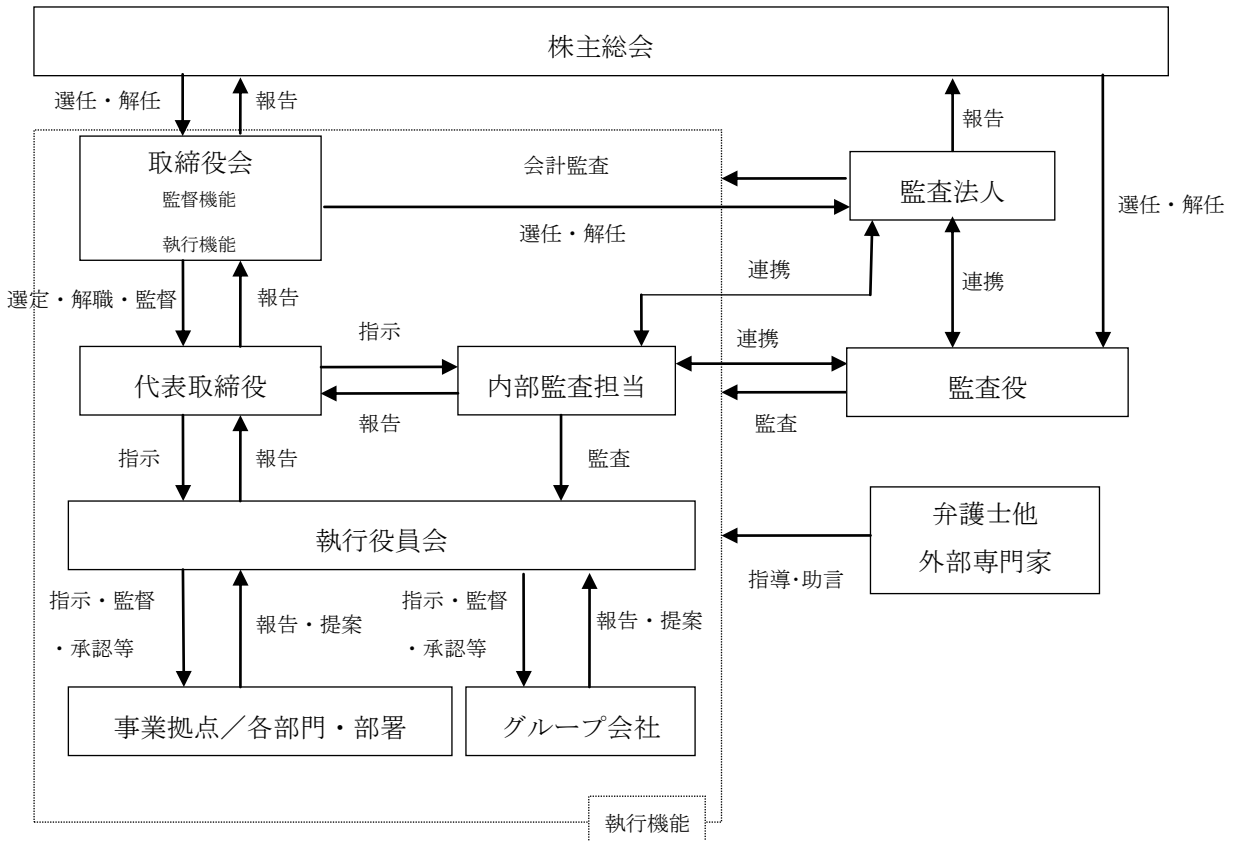 株主総会
選任・解任
報告
報告
取締役会
監督機能
執行機能
会計監査
監査法人
選任・解任
選任・解任
連携
連携
選定・解職・監督
報告
指示
連携
代表取締役
内部監査担当
監査役
報告
監査
指示
報告
監査
執行役員会
弁護士他
外部専門家
指導・助言
指示・監督
・承認等
報告・提案
指示・監督
・承認等
報告・提案
事業拠点／各部門・部署
グループ会社
執行機能